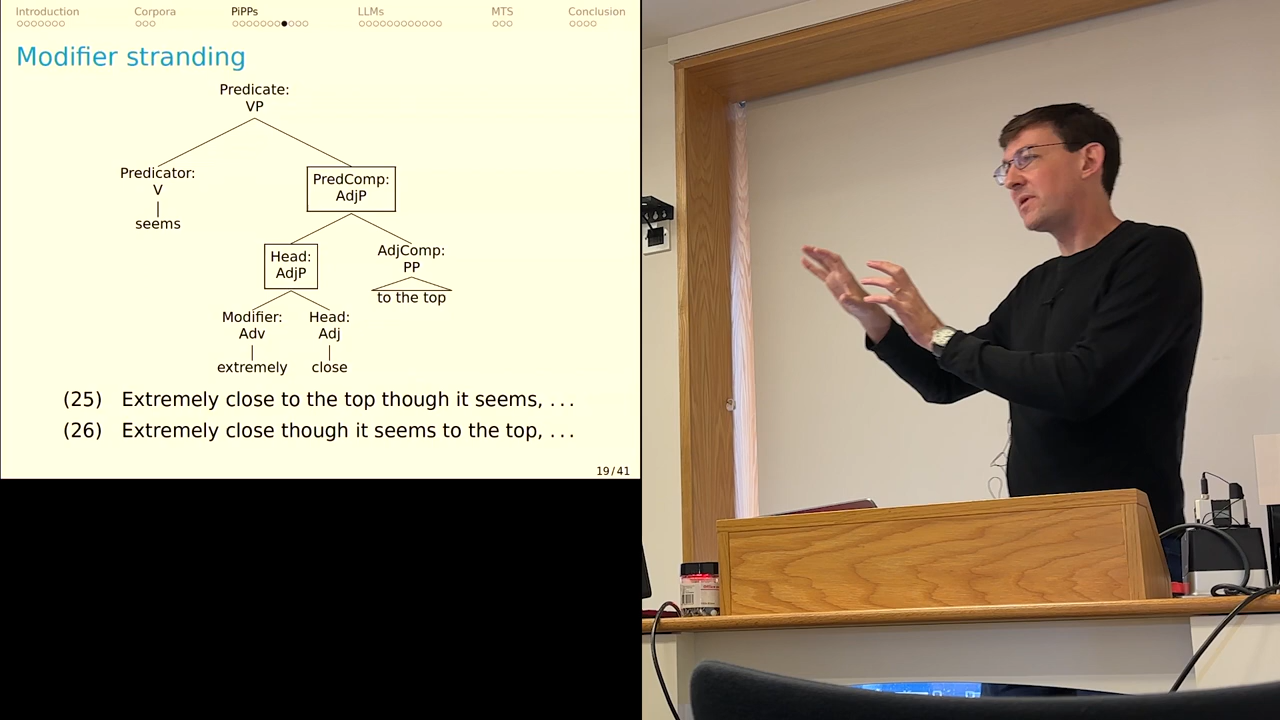 Introduction Corpora PiPPs LLMs MTS Conclusion
Modifier stranding
Predicate:
VP
Predicator:
V
seems
PredComp:
AdjP
Head:
AdjP
AdjComp:
PP
to the top
Modifier:
Adv
extremely
Head:
Adj
close
(25) Extremely close to the top though it seems, ...
(26) Extremely close though it seems to the top, ...
19/41